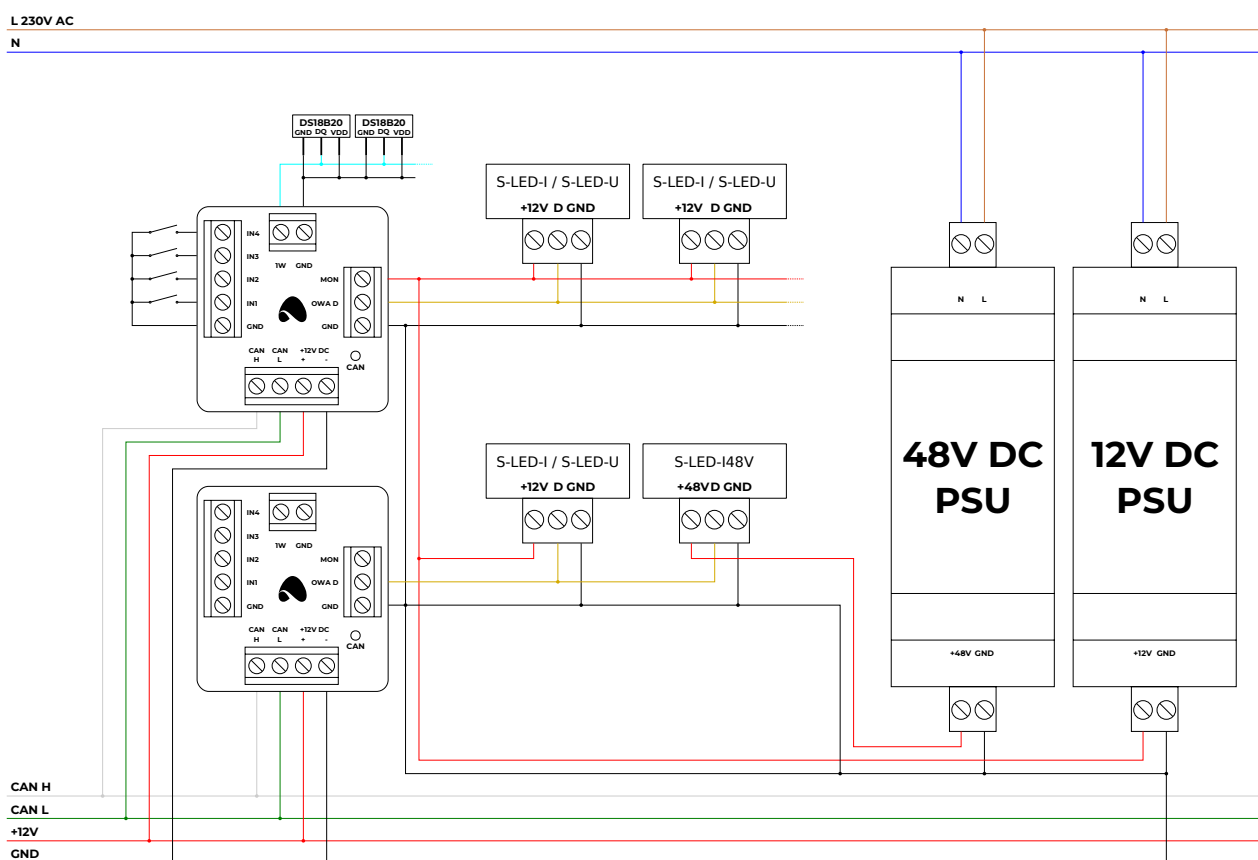 L 230V AC
N
DS18B20 DS18B20
GND DQ VDD GND DQ VDD
S-LED-I / S-LED-U S-LED-I / S-LED-U
+12V D GND +12V D GND
IN4
IN3
IN2
IN1
GND
1W GND
MON
OWA D
GND
CAN CAN +12V DC
H L + -
CAN
N L
N L
48V DC
PSU
12V DC
PSU
S-LED-I / S-LED-U S-LED-I48V
+12V D GND +48V D GND
IN4
IN3
IN2
IN1
GND
1W GND
MON
OWA D
GND
CAN CAN +12V DC
H L + -
CAN
+48V GND
+12V GND
CAN H
CAN L
+12V
GND